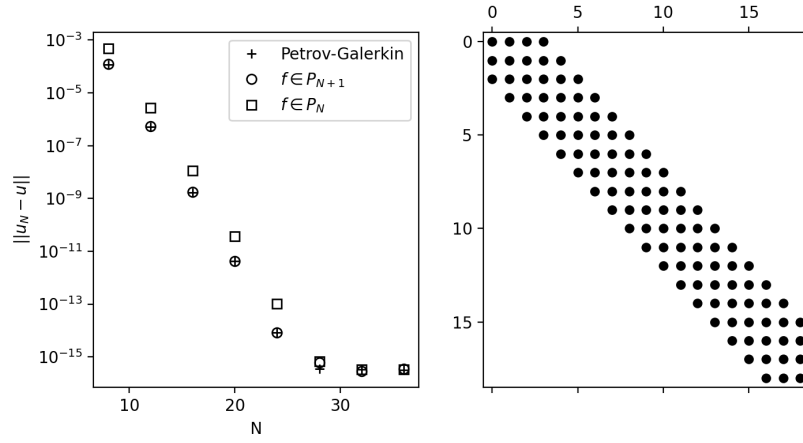 10^{-3}
10^{-5}
10^{-7}
10^{-9}
10^{-11}
10^{-13}
10^{-15}
||u_N − u||
10 20 30
N
Petrov-Galerkin
f ∈ P_{N+1}
f ∈ P_N
0 5 10 15
0
5
10
15